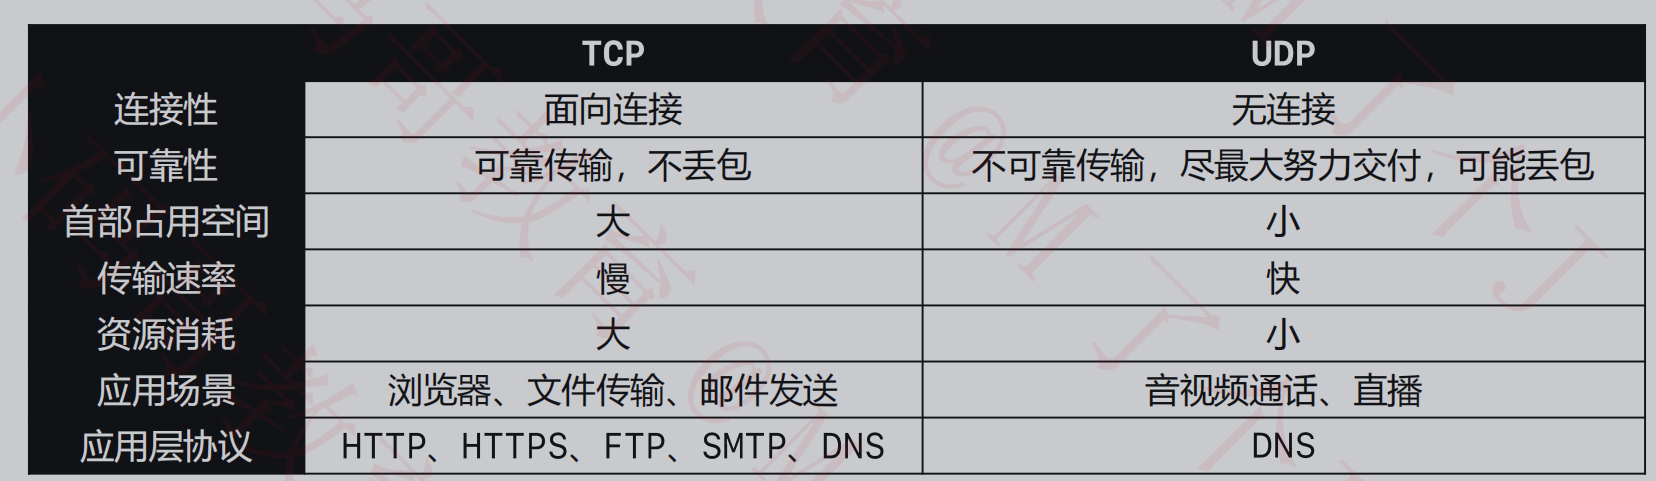 TCP UDP
连接性 面向连接 无连接
可靠性 可靠传输，不丢包 不可靠传输，尽最大努力交付，可能丢包
首部占用空间 大 小
传输速率 慢 快
资源消耗 大 小
应用场景 浏览器、文件传输、邮件发送 音视频通话、直播
应用层协议 HTTP、HTTPS、FTP、SMTP、DNS DNS